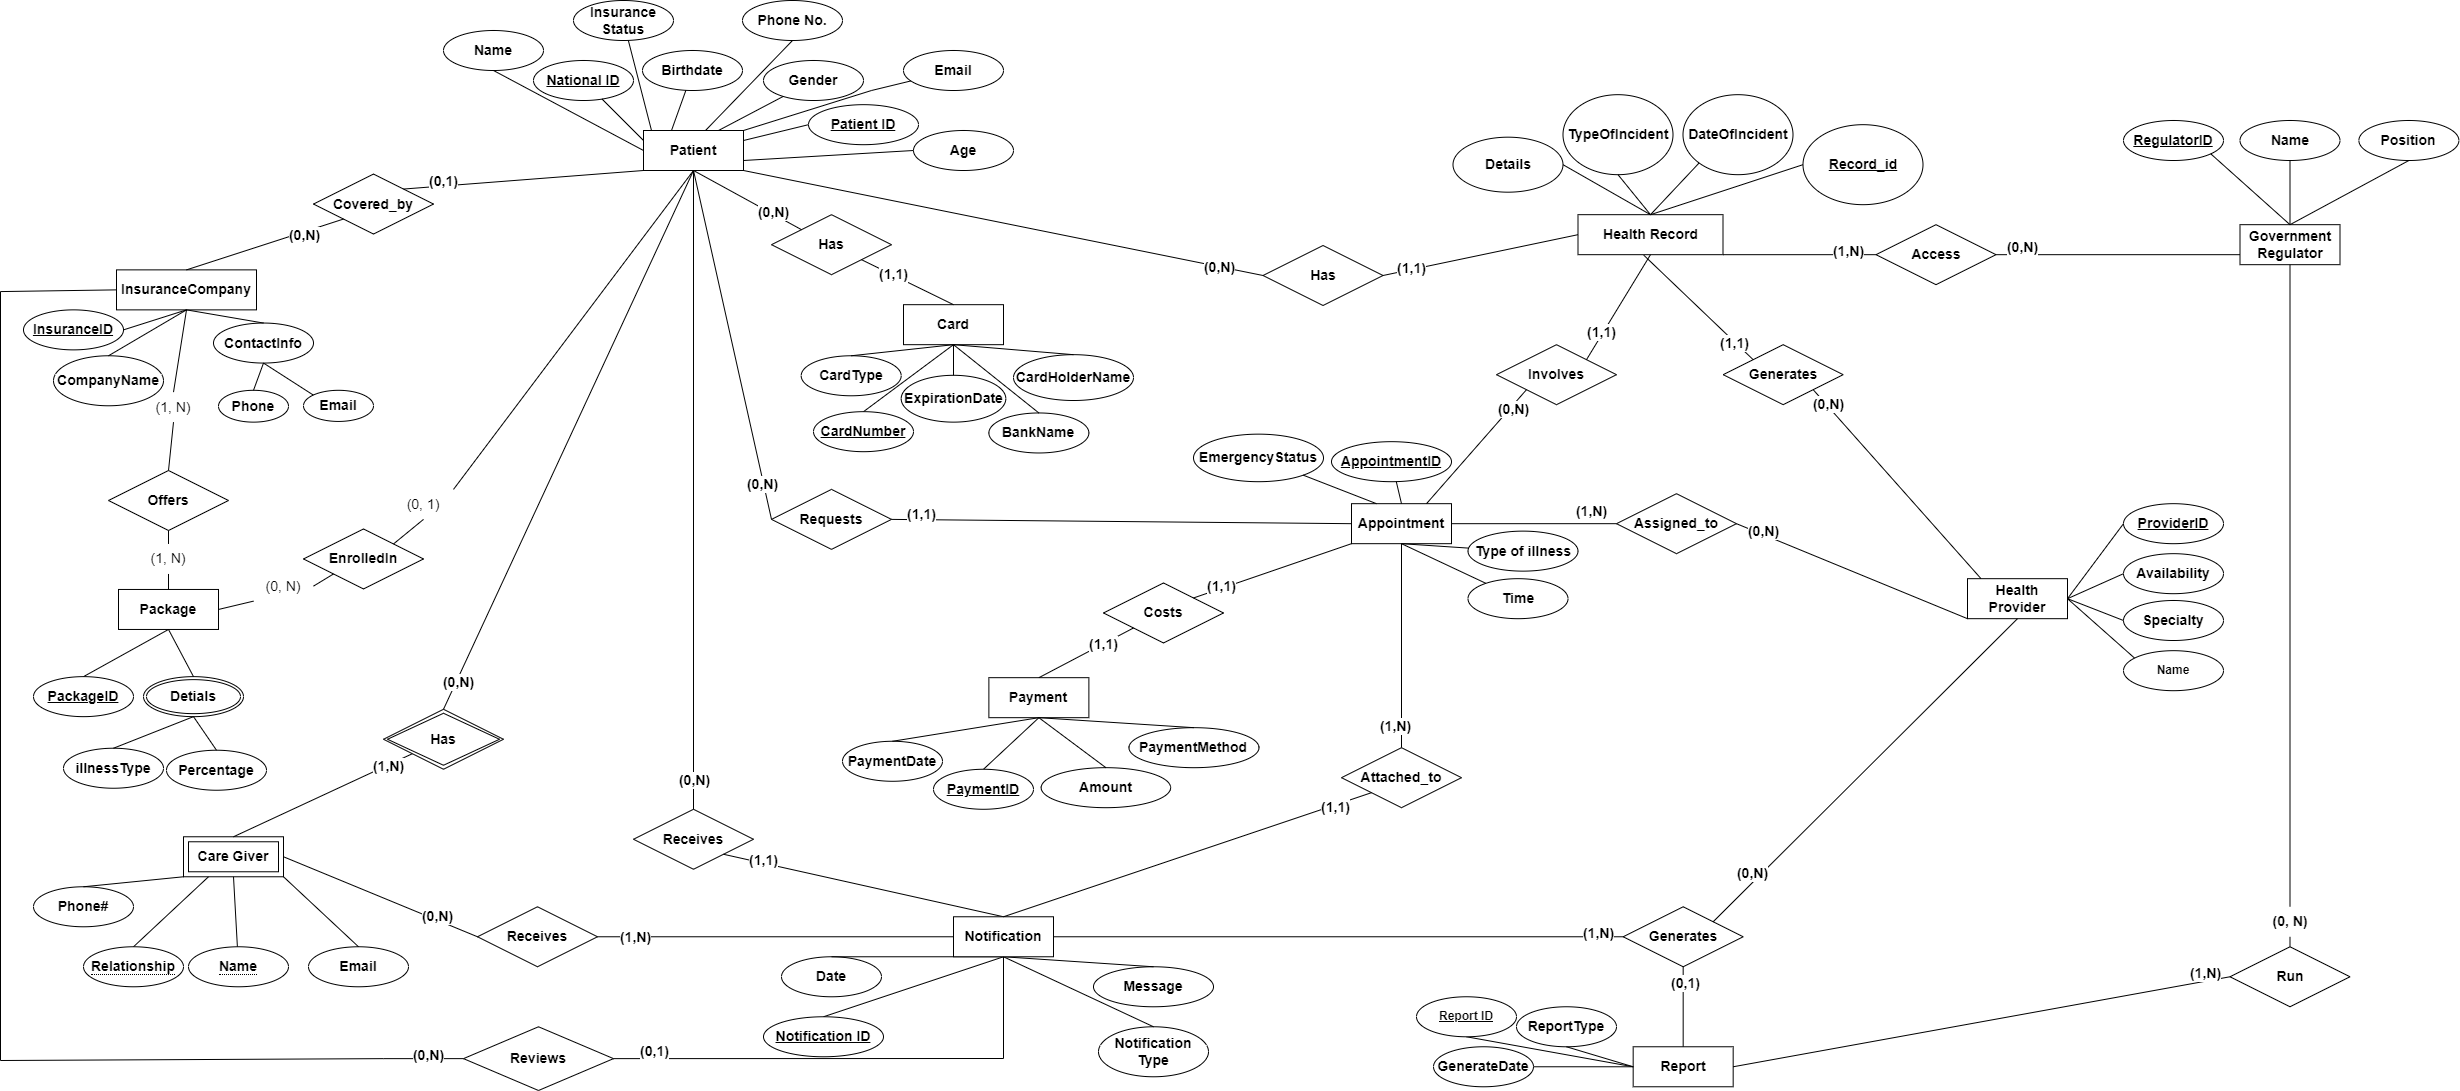 Insurance
Status
Phone No.
Name
National ID
Birthdate
Gender
Email
Patient ID
Patient
Age
Details
TypeOfIncident
DateOfIncident
Record_id
RegulatorID
Name
Position
(0,1)
Covered_by
(0,N)
(0,N)
Has
(1,1)
Health Record
Government
Regulator
(1,N)
Access
(0,N)
(0,N)
Has
(1,1)
InsuranceCompany
InsuranceID
ContactInfo
CompanyName
Phone
Email
(1, N)
Card
CardType
CardHolderName
ExpirationDate
CardNumber
BankName
(1,1)
Involves
(0,N)
(1,1)
Generates
(0,N)
EmergencyStatus
AppointmentID
Offers
(1, N)
(0, 1)
EnrolledIn
(0, N)
(0,N)
Requests
(1,1)
Appointment
(1,N)
Assigned_to
(0,N)
Type of illness
Time
ProviderID
Availability
Specialty
Name
Health
Provider
Package
PackageID
Detials
illnessType
Percentage
(1,1)
Costs
(1,1)
Payment
PaymentDate
PaymentID
Amount
PaymentMethod
(0,N)
Has
(1,N)
(0,N)
Receives
(1,1)
(1,N)
Attached_to
(1,1)
Care Giver
Phone#
Relationship
Name
Email
(0,N)
Receives
(1,N)
Notification
(1,N)
Generates
(0,N)
(0,1)
(0, N)
Run
(1,N)
Date
Message
Notification ID
Notification
Type
(0,N)
Reviews
(0,1)
Report ID
ReportType
GenerateDate
Report